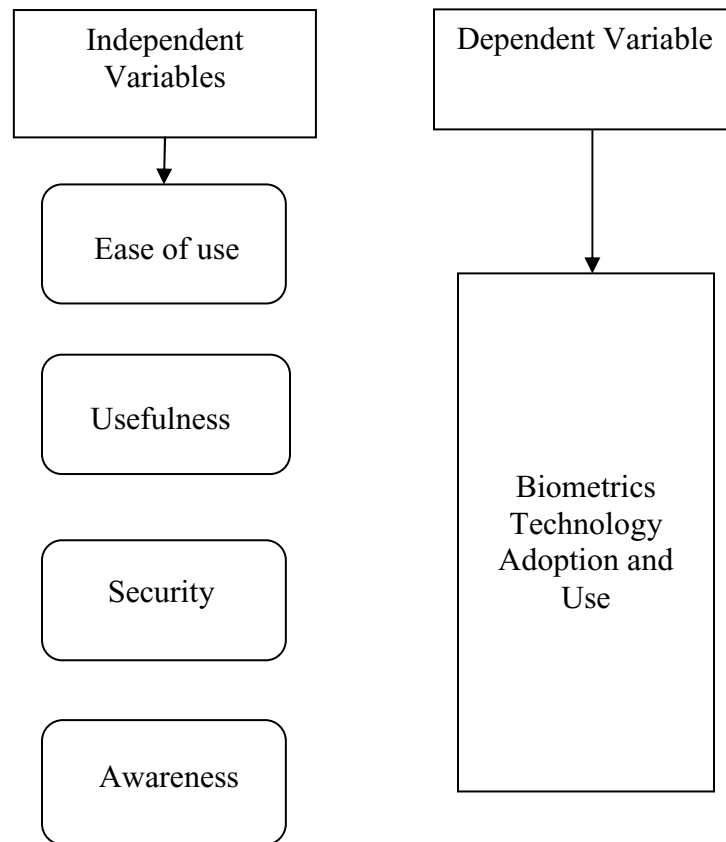 Independent
Variables
Ease of use
Usefulness
Security
Awareness
Dependent Variable
Biometrics
Technology
Adoption and
Use